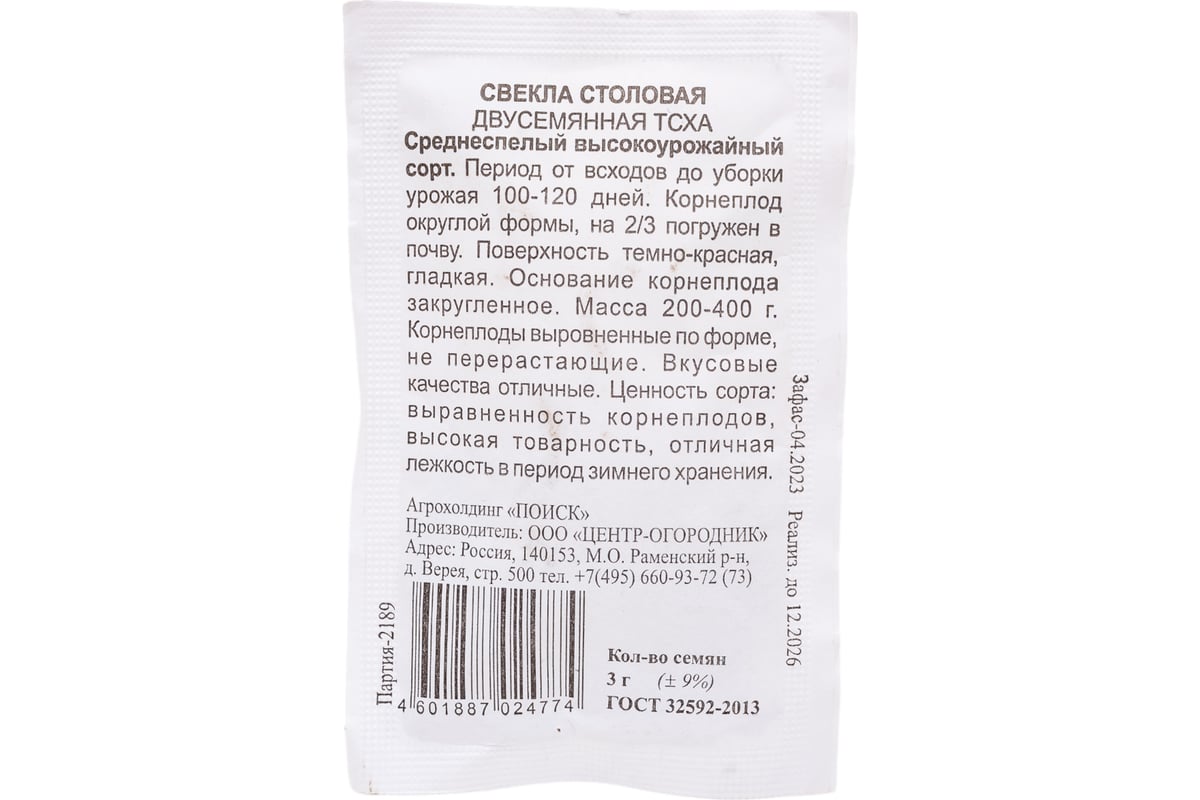 СВЕКЛА СТОЛОВАЯ
ДВУСЕМЯННАЯ ТСХА
Среднеспелый высокоурожайный
сорт. Период от всходов до уборки
урожая 100-120 дней. Корнеплод
округлой формы, на 2/3 погружен в
почву. Поверхность темно-красная,
гладкая. Основание корнеплода
закругленное. Масса 200-400 г.
Корнеплоды выровненные по форме,
не перерастающие. Вкусовые
качества отличные. Ценность сорта:
выравненность корнеплодов,
высокая товарность, отличная
лежкость в период зимнего хранения.
Агрохолдинг «ПОИСК»
Производитель: ООО «ЦЕНТР-ОГОРОДНИК»
Адрес: Россия, 140153, М.О. Раменский р-н,
д. Верея, стр. 500 тел. +7(495) 660-93-72 (73)
Партия-2189
4 601887 024774
Кол-во семян
3 г (± 9%)
ГОСТ 32592-2013
Зафас-04.2023 Реализ. до 12.2026